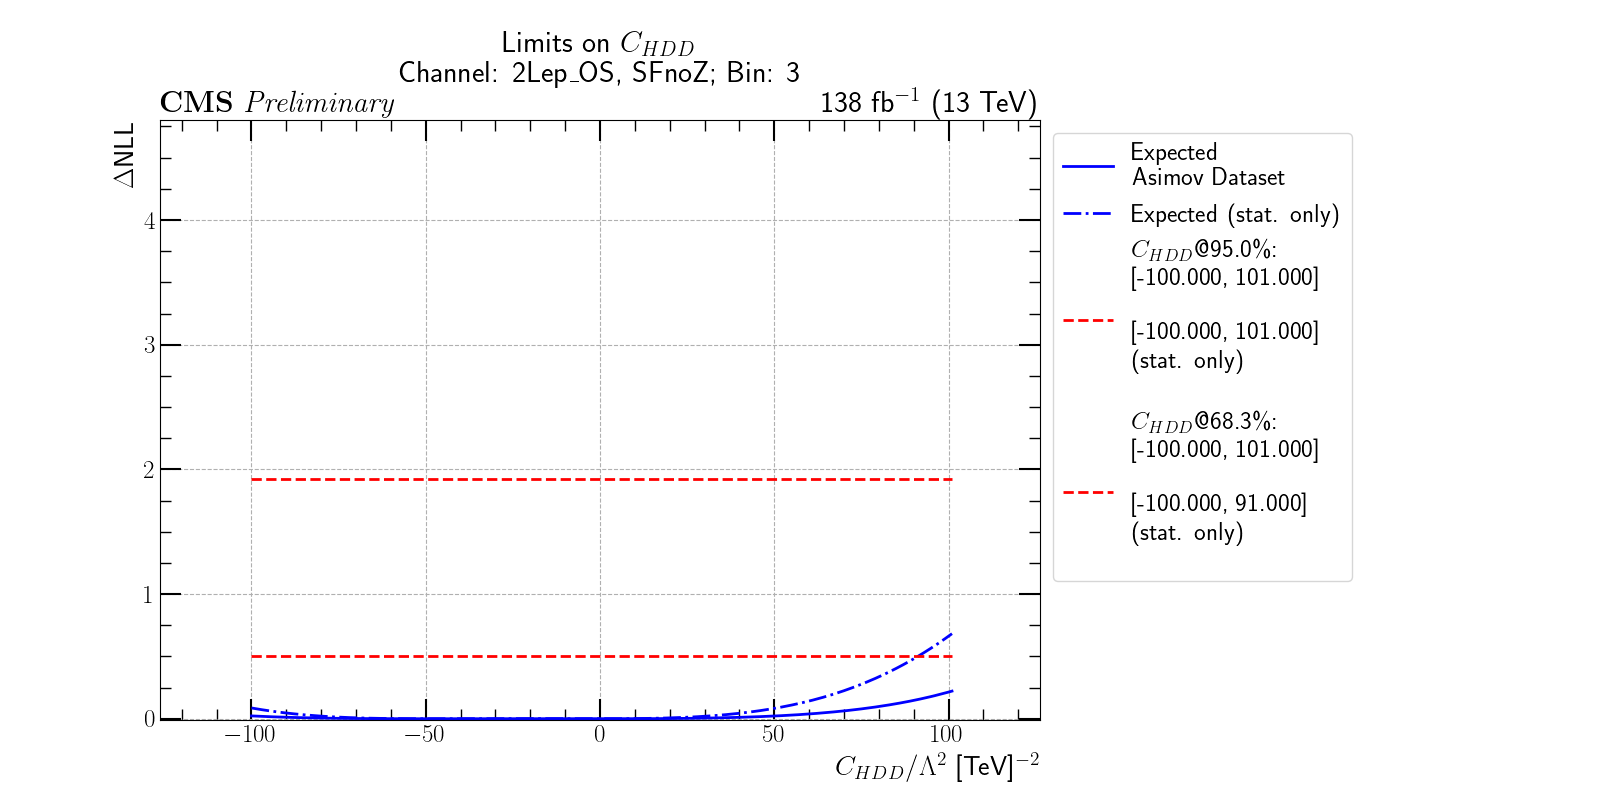 Limits on C_{HDD}
Channel: 2Lep_OS, SFnoZ; Bin: 3
CMS Preliminary
138 fb^{-1} (13 TeV)
ΔNLL
4
3
2
1
0
−100
−50
0
50
100
C_{HDD}/Λ^2 [TeV]^{-2}
Expected
Asimov Dataset
Expected (stat. only)
C_{HDD}@95.0%:
[-100.000, 101.000]
[-100.000, 101.000]
(stat. only)
C_{HDD}@68.3%:
[-100.000, 101.000]
[-100.000, 91.000]
(stat. only)